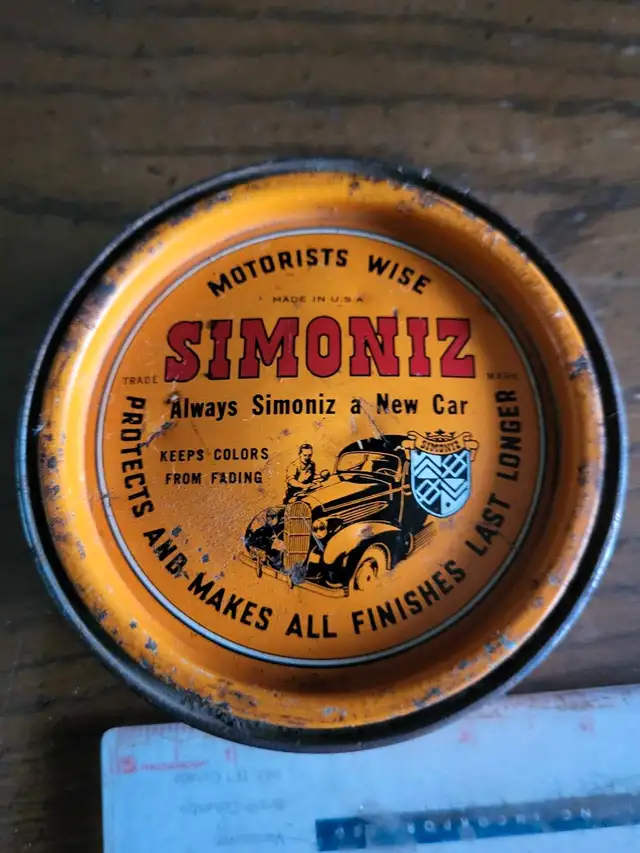 MOTORISTS WISE
MADE IN U.S.A
SIMONIZ
TRADE MARK
Always Simoniz a New Car
KEEPS COLORS
FROM FADING
SIMONIZ
PROTECTS AND MAKES ALL FINISHES LAST LONGER